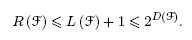 R (ℱ) ⩽ L (ℱ) + 1 ⩽ 2^{D(ℱ)}.